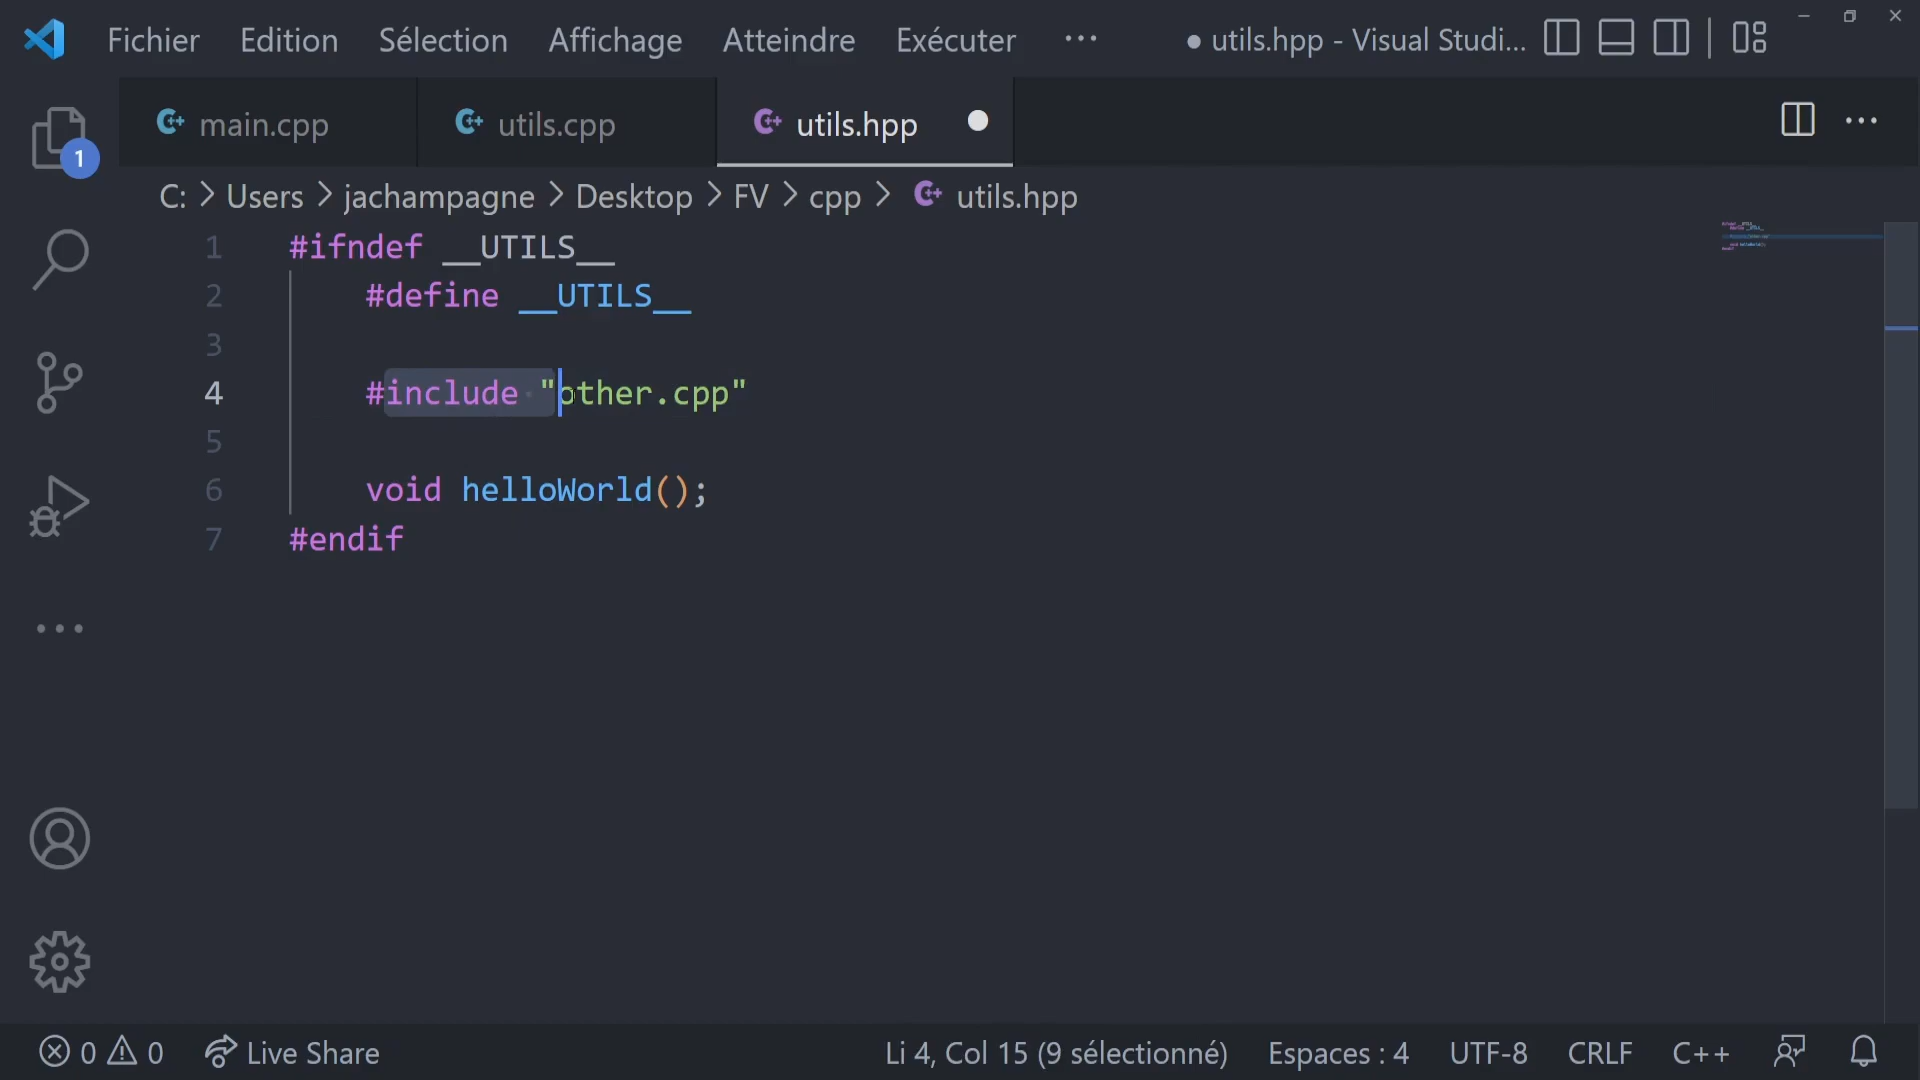 Fichier Edition Sélection Affichage Atteindre Exécuter ··· ● utils.hpp - Visual Studi...
main.cpp utils.cpp utils.hpp
1
C: > Users > jachampagne > Desktop > FV > cpp > utils.hpp
1 #ifndef __UTILS__
2 #define __UTILS__
3
4 #include "other.cpp"
5
6 void helloWorld();
7 #endif
0 0 Live Share Li 4, Col 15 (9 sélectionné) Espaces : 4 UTF-8 CRLF C++